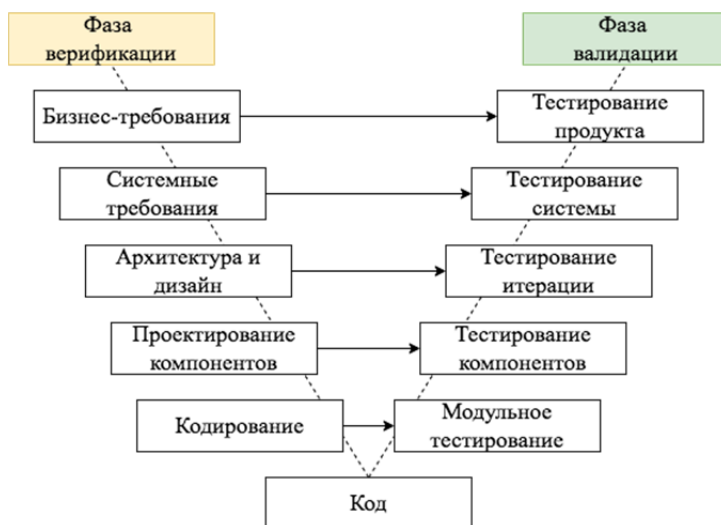 Фаза
верификации
Фаза
валидации
Бизнес-требования
Тестирование
продукта
Системные
требования
Тестирование
системы
Архитектура и
дизайн
Тестирование
итерации
Проектирование
компонентов
Тестирование
компонентов
Кодирование
Модульное
тестирование
Код